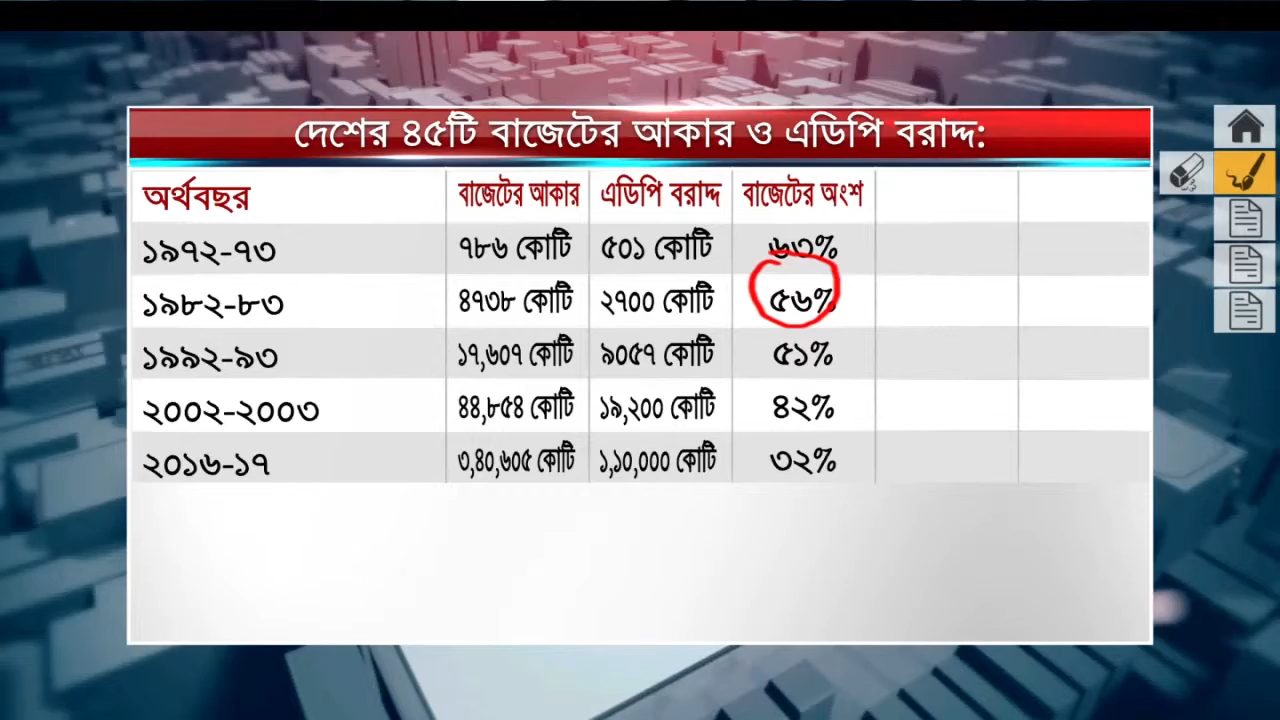 দেশের ৪৫টি বাজেটের আকার ও এডিপি বরাদ্দ:
অর্থবছর বাজেটের আকার এডিপি বরাদ্দ বাজেটের অংশ
১৯৭২-৭৩ ৭৮৬ কোটি ৫০১ কোটি ৬৩%
১৯৮২-৮৩ ৪৭৩৮ কোটি ২৭০০ কোটি ৫৬%
১৯৯২-৯৩ ১৭,৬০৭ কোটি ৯০৫৭ কোটি ৫১%
২০০২-২০০৩ ৪৪,৮৫৪ কোটি ১৯,২০০ কোটি ৪২%
২০১৬-১৭ ৩,৪০,৬০৫ কোটি ১,১০,০০০ কোটি ৩২%